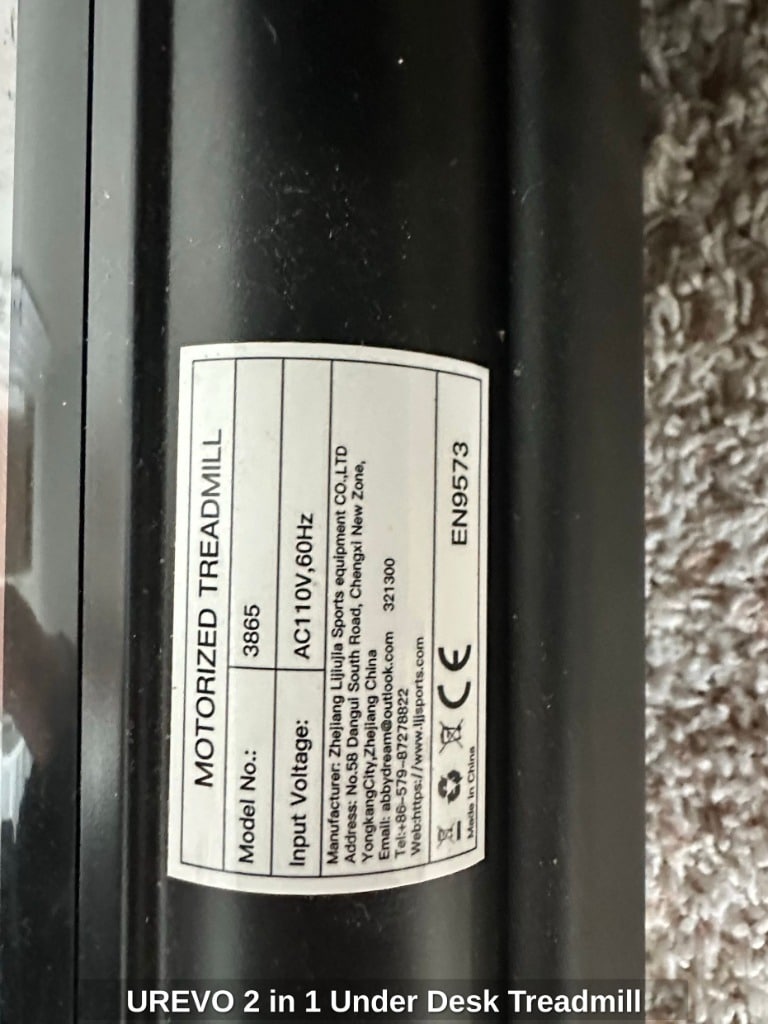 MOTORIZED TREADMILL
Model No.: 3865
Input Voltage: AC110V,60Hz
Manufacturer: Zhejiang Lijiujia Sports equipment CO.,LTD
Address: No.58 Dangui South Road, Chengxi New Zone,
YongkangCity,Zhejiang China
Email: abbydream@outlook.com 321300
Tel:+86-579-87278822
Web:https://www.ljjsports.com
CE EN9573
Made in China
UREVO 2 in 1 Under Desk Treadmill